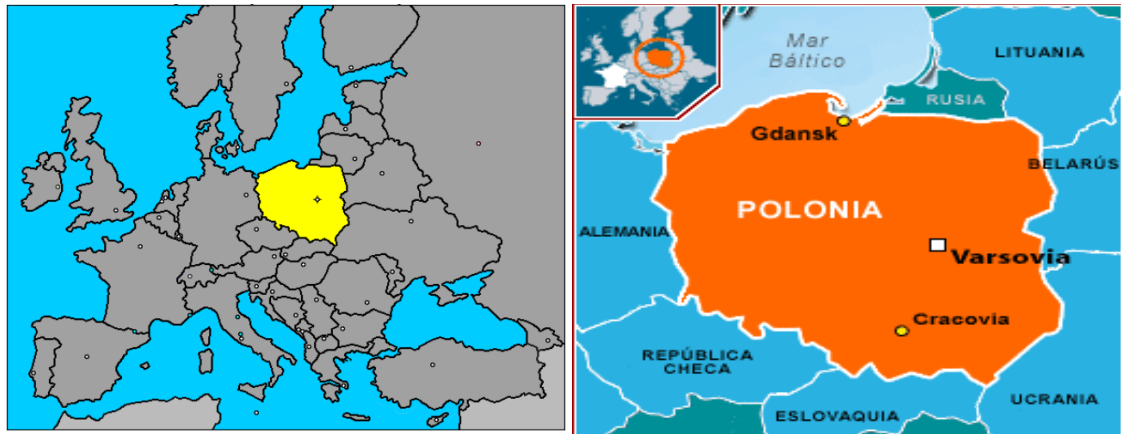 Mar
Báltico
LITUANIA
RUSIA
Gdansk
BELARÚS
POLONIA
ALEMANIA
Varsovia
Cracovia
REPÚBLICA
CHECA
UCRANIA
ESLOVAQUIA